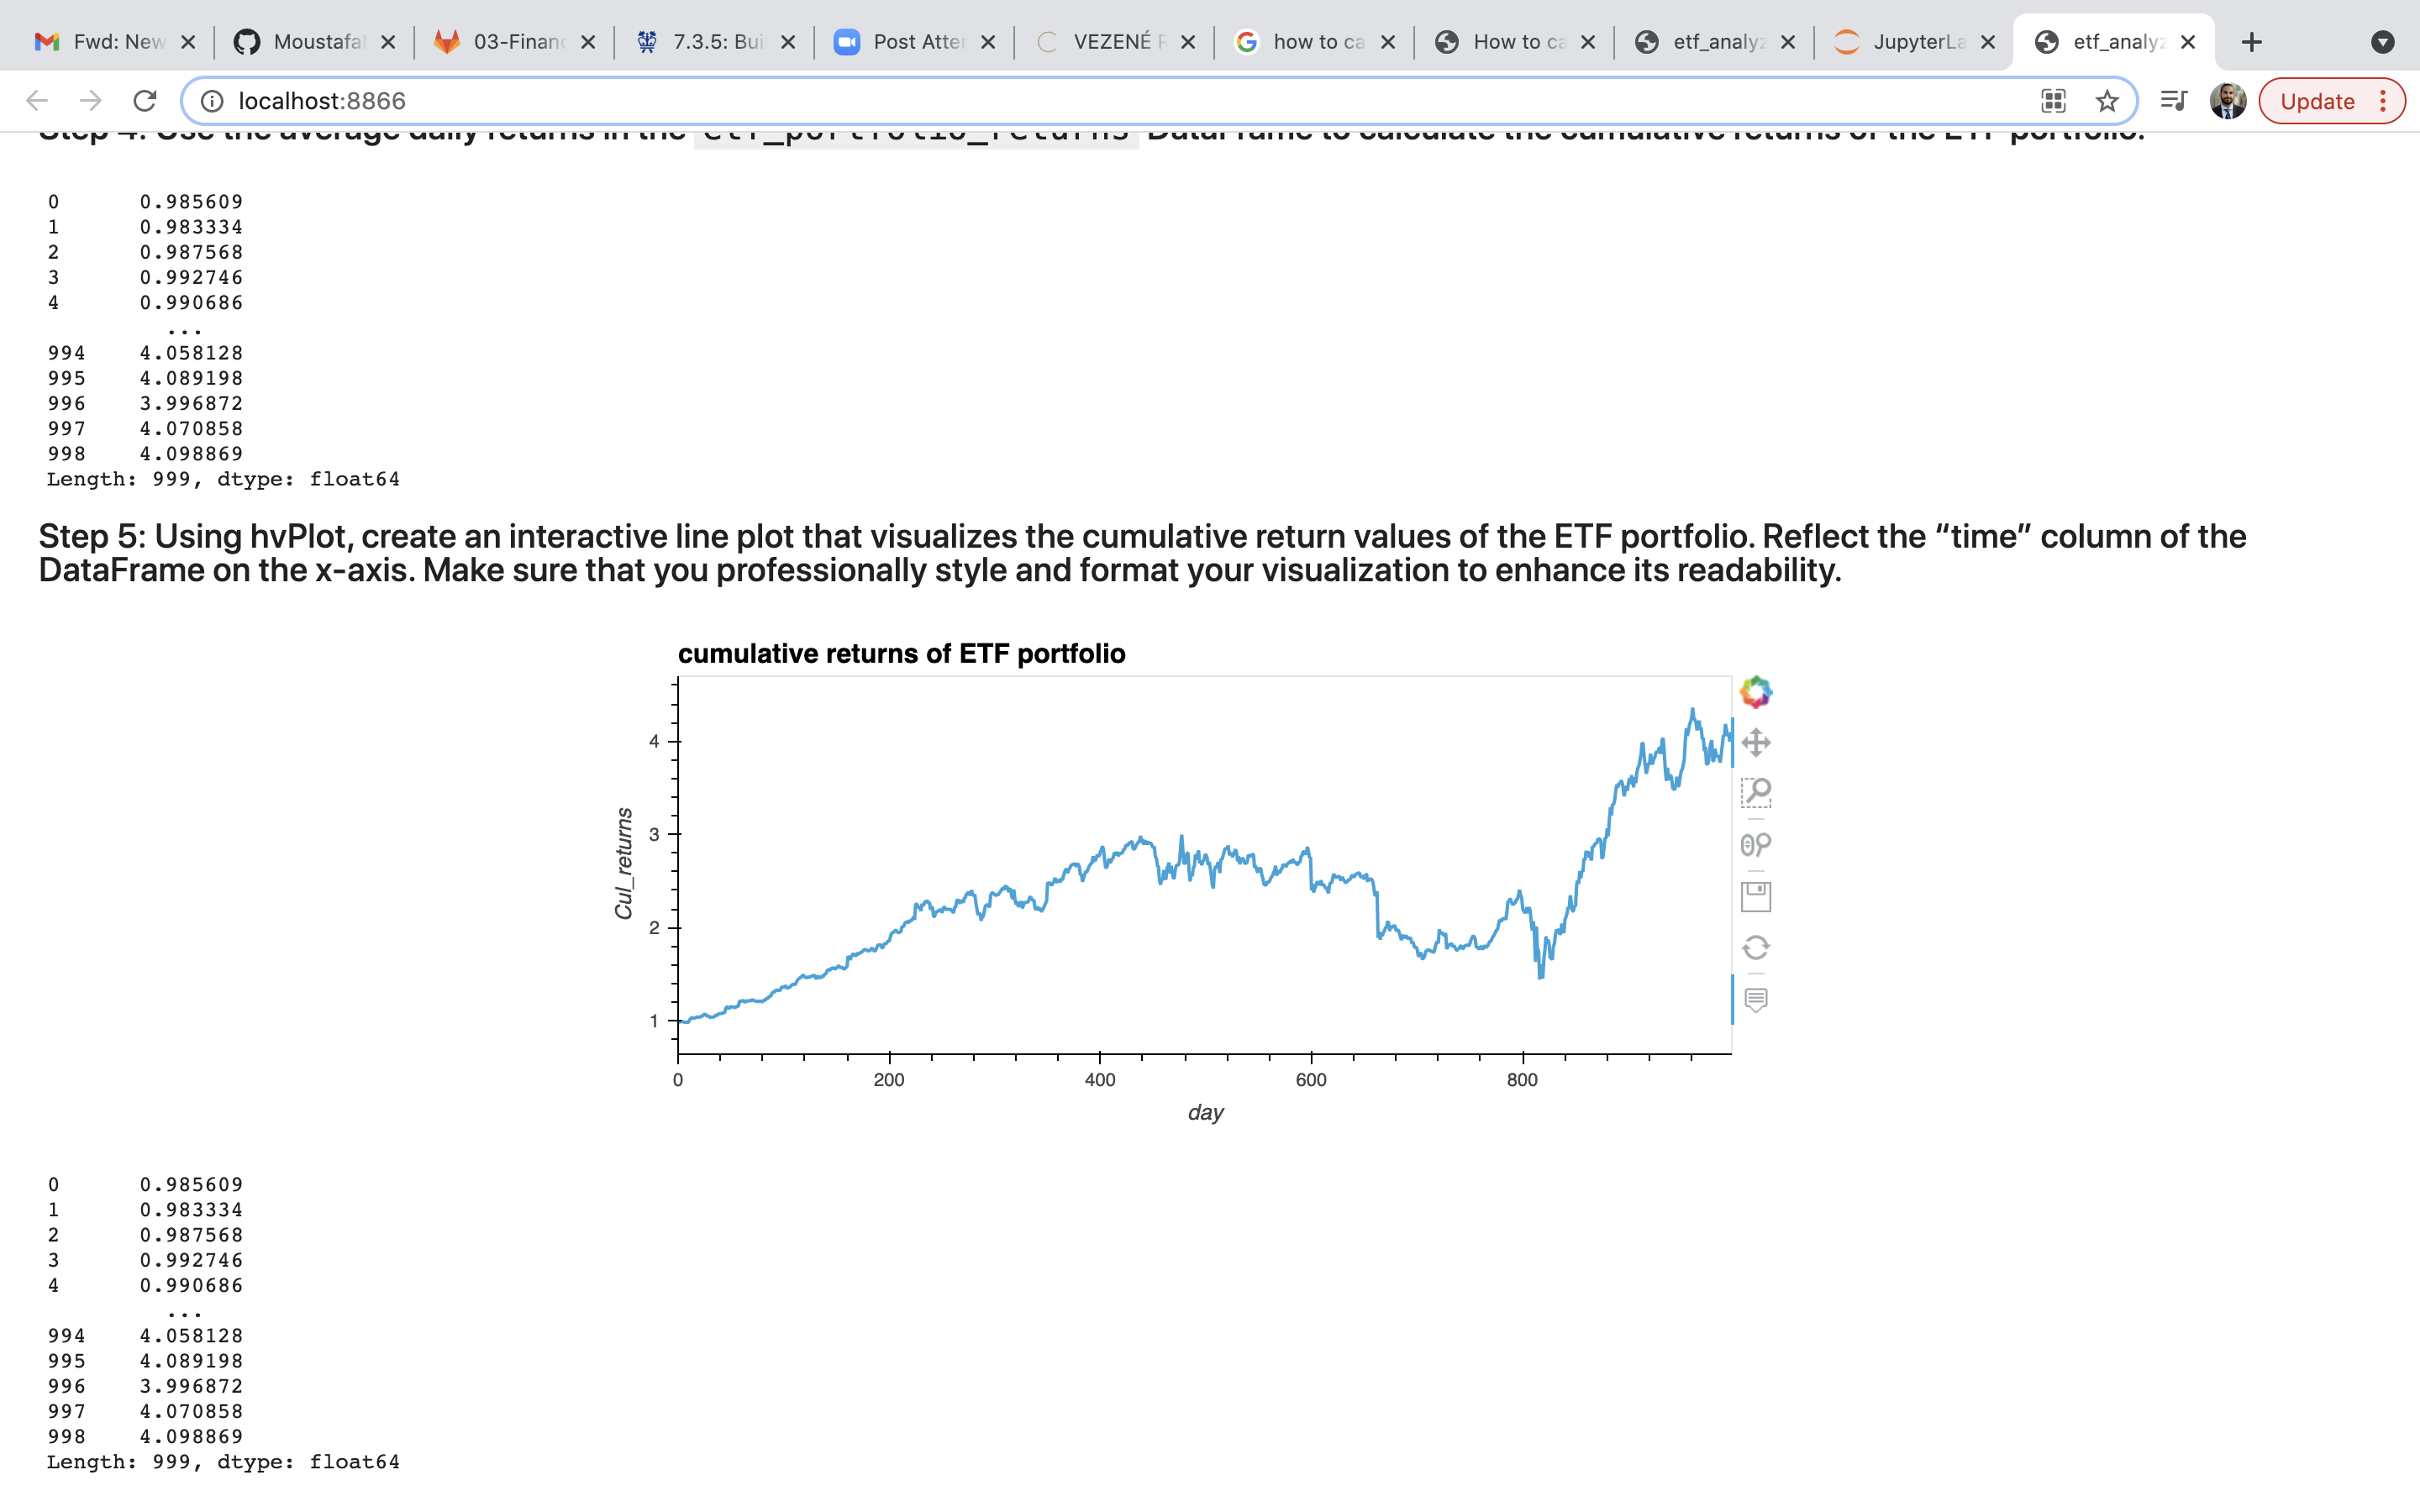 Fwd: New
Moustafa
03-Financ
7.3.5: Bui
Post Atte
VEZENÉ
how to ca
How to ca
etf_analyz
JupyterLa
etf_analyz
localhost:8866
Update
Step 4: Use the average daily returns in the etf_portfolio_returns DataFrame to calculate the cumulative returns of the ETF portfolio.
0 0.985609
1 0.983334
2 0.987568
3 0.992746
4 0.990686
...
994 4.058128
995 4.089198
996 3.996872
997 4.070858
998 4.098869
Length: 999, dtype: float64
Step 5: Using hvPlot, create an interactive line plot that visualizes the cumulative return values of the ETF portfolio. Reflect the “time” column of the
DataFrame on the x-axis. Make sure that you professionally style and format your visualization to enhance its readability.
cumulative returns of ETF portfolio
4
3
2
1
Cul_returns
0 200 400 600 800
day
0 0.985609
1 0.983334
2 0.987568
3 0.992746
4 0.990686
...
994 4.058128
995 4.089198
996 3.996872
997 4.070858
998 4.098869
Length: 999, dtype: float64